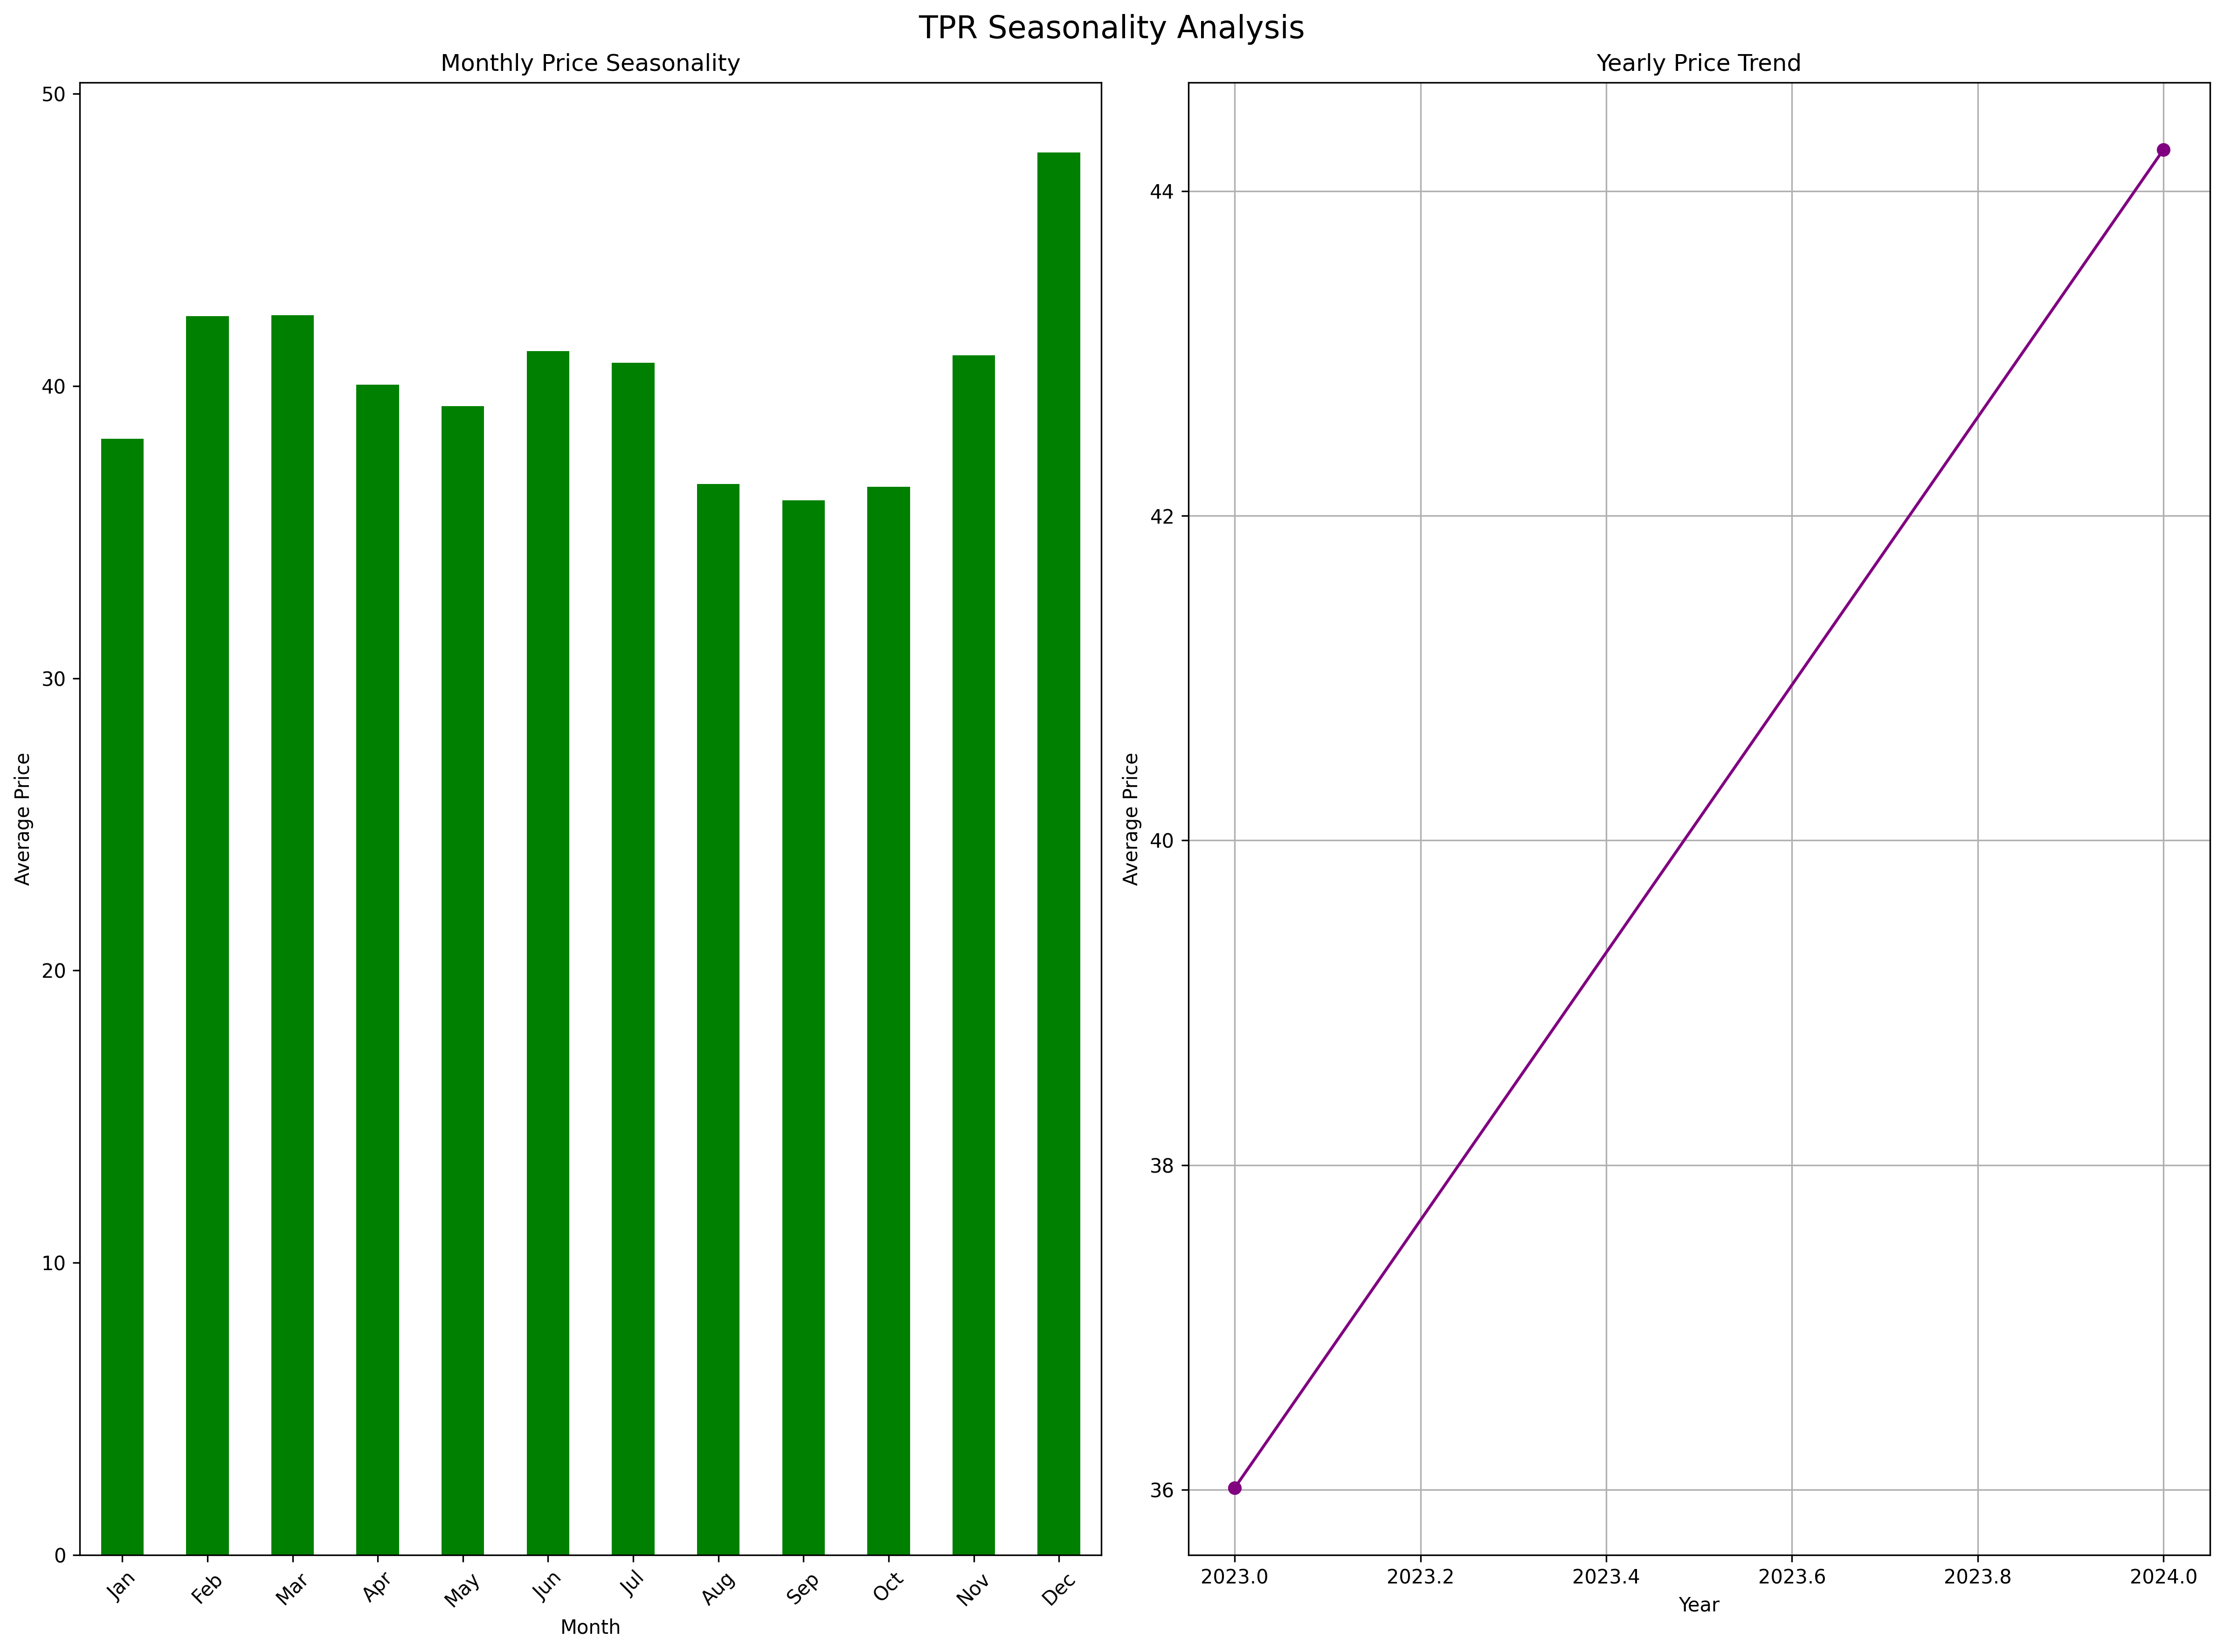 TPR Seasonality Analysis
Monthly Price Seasonality
Average Price
50
40
30
20
10
0
Jan
Feb
Mar
Apr
May
Jun
Jul
Aug
Sep
Oct
Nov
Dec
Month
Yearly Price Trend
Average Price
44
42
40
38
36
2023.0
2023.2
2023.4
2023.6
2023.8
2024.0
Year